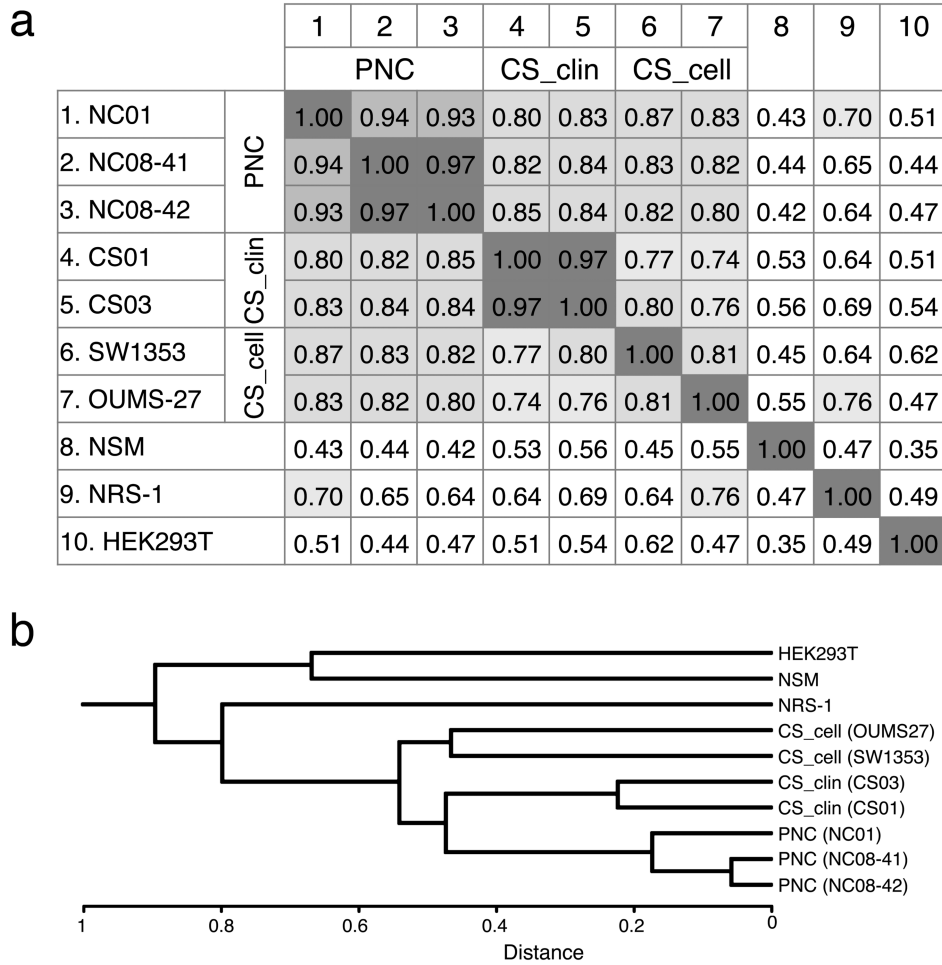 a
1 2 3 4 5 6 7 8 9 10
PNC CS_clin CS_cell
1. NC01 1.00 0.94 0.93 0.80 0.83 0.87 0.83 0.43 0.70 0.51
2. NC08-41 PNC 0.94 1.00 0.97 0.82 0.84 0.83 0.82 0.44 0.65 0.44
3. NC08-42 0.93 0.97 1.00 0.85 0.84 0.82 0.80 0.42 0.64 0.47
4. CS01 CS_clin 0.80 0.82 0.85 1.00 0.97 0.77 0.74 0.53 0.64 0.51
5. CS03 0.83 0.84 0.84 0.97 1.00 0.80 0.76 0.56 0.69 0.54
6. SW1353 CS_cell 0.87 0.83 0.82 0.77 0.80 1.00 0.81 0.45 0.64 0.62
7. OUMS-27 0.83 0.82 0.80 0.74 0.76 0.81 1.00 0.55 0.76 0.47
8. NSM 0.43 0.44 0.42 0.53 0.56 0.45 0.55 1.00 0.47 0.35
9. NRS-1 0.70 0.65 0.64 0.64 0.69 0.64 0.76 0.47 1.00 0.49
10. HEK293T 0.51 0.44 0.47 0.51 0.54 0.62 0.47 0.35 0.49 1.00
b
HEK293T
NSM
NRS-1
CS_cell (OUMS27)
CS_cell (SW1353)
CS_clin (CS03)
CS_clin (CS01)
PNC (NC01)
PNC (NC08-41)
PNC (NC08-42)
1 0.8 0.6 0.4 0.2 0
Distance